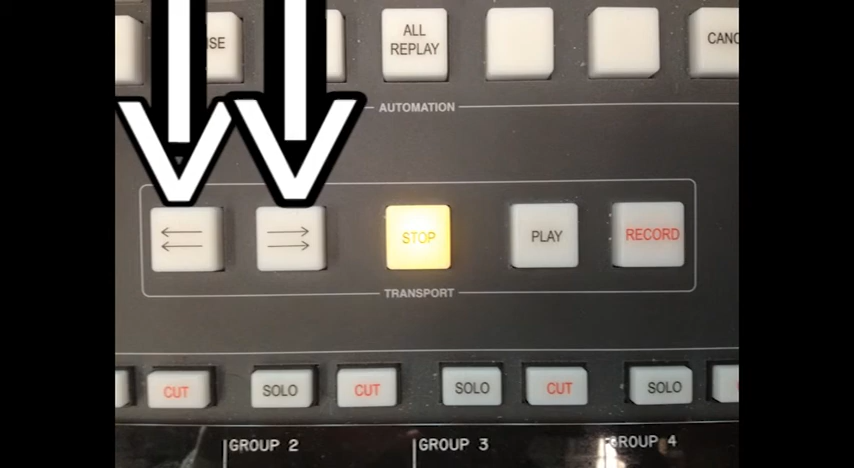 ALL
REPLAY
AUTOMATION
STOP
PLAY
RECORD
TRANSPORT
CUT
SOLO
CUT
SOLO
CUT
SOLO
GROUP 2
GROUP 3
GROUP 4